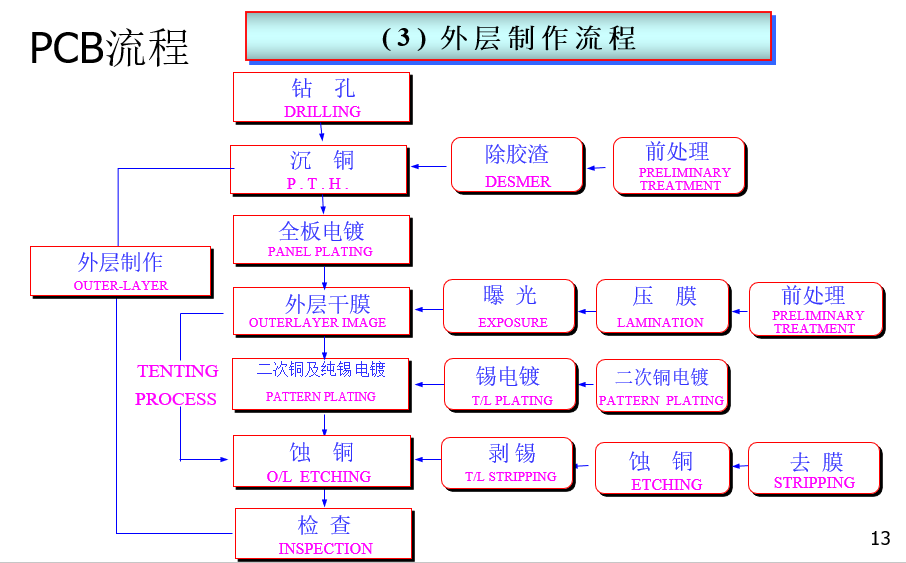 PCB流程
(3) 外层制作流程
钻 孔
DRILLING
沉 铜
P.T.H.
除胶渣
DESMER
前处理
PRELIMINARY
TREATMENT
全板电镀
PANEL PLATING
外层制作
OUTER-LAYER
外层干膜
OUTERLAYER IMAGE
曝 光
EXPOSURE
压 膜
LAMINATION
前处理
PRELIMINARY
TREATMENT
TENTING
PROCESS
二次铜及纯锡电镀
PATTERN PLATING
锡电镀
T/L PLATING
二次铜电镀
PATTERN PLATING
蚀 铜
O/L ETCHING
剥锡
T/L STRIPPING
蚀 铜
ETCHING
去 膜
STRIPPING
检 查
INSPECTION
13